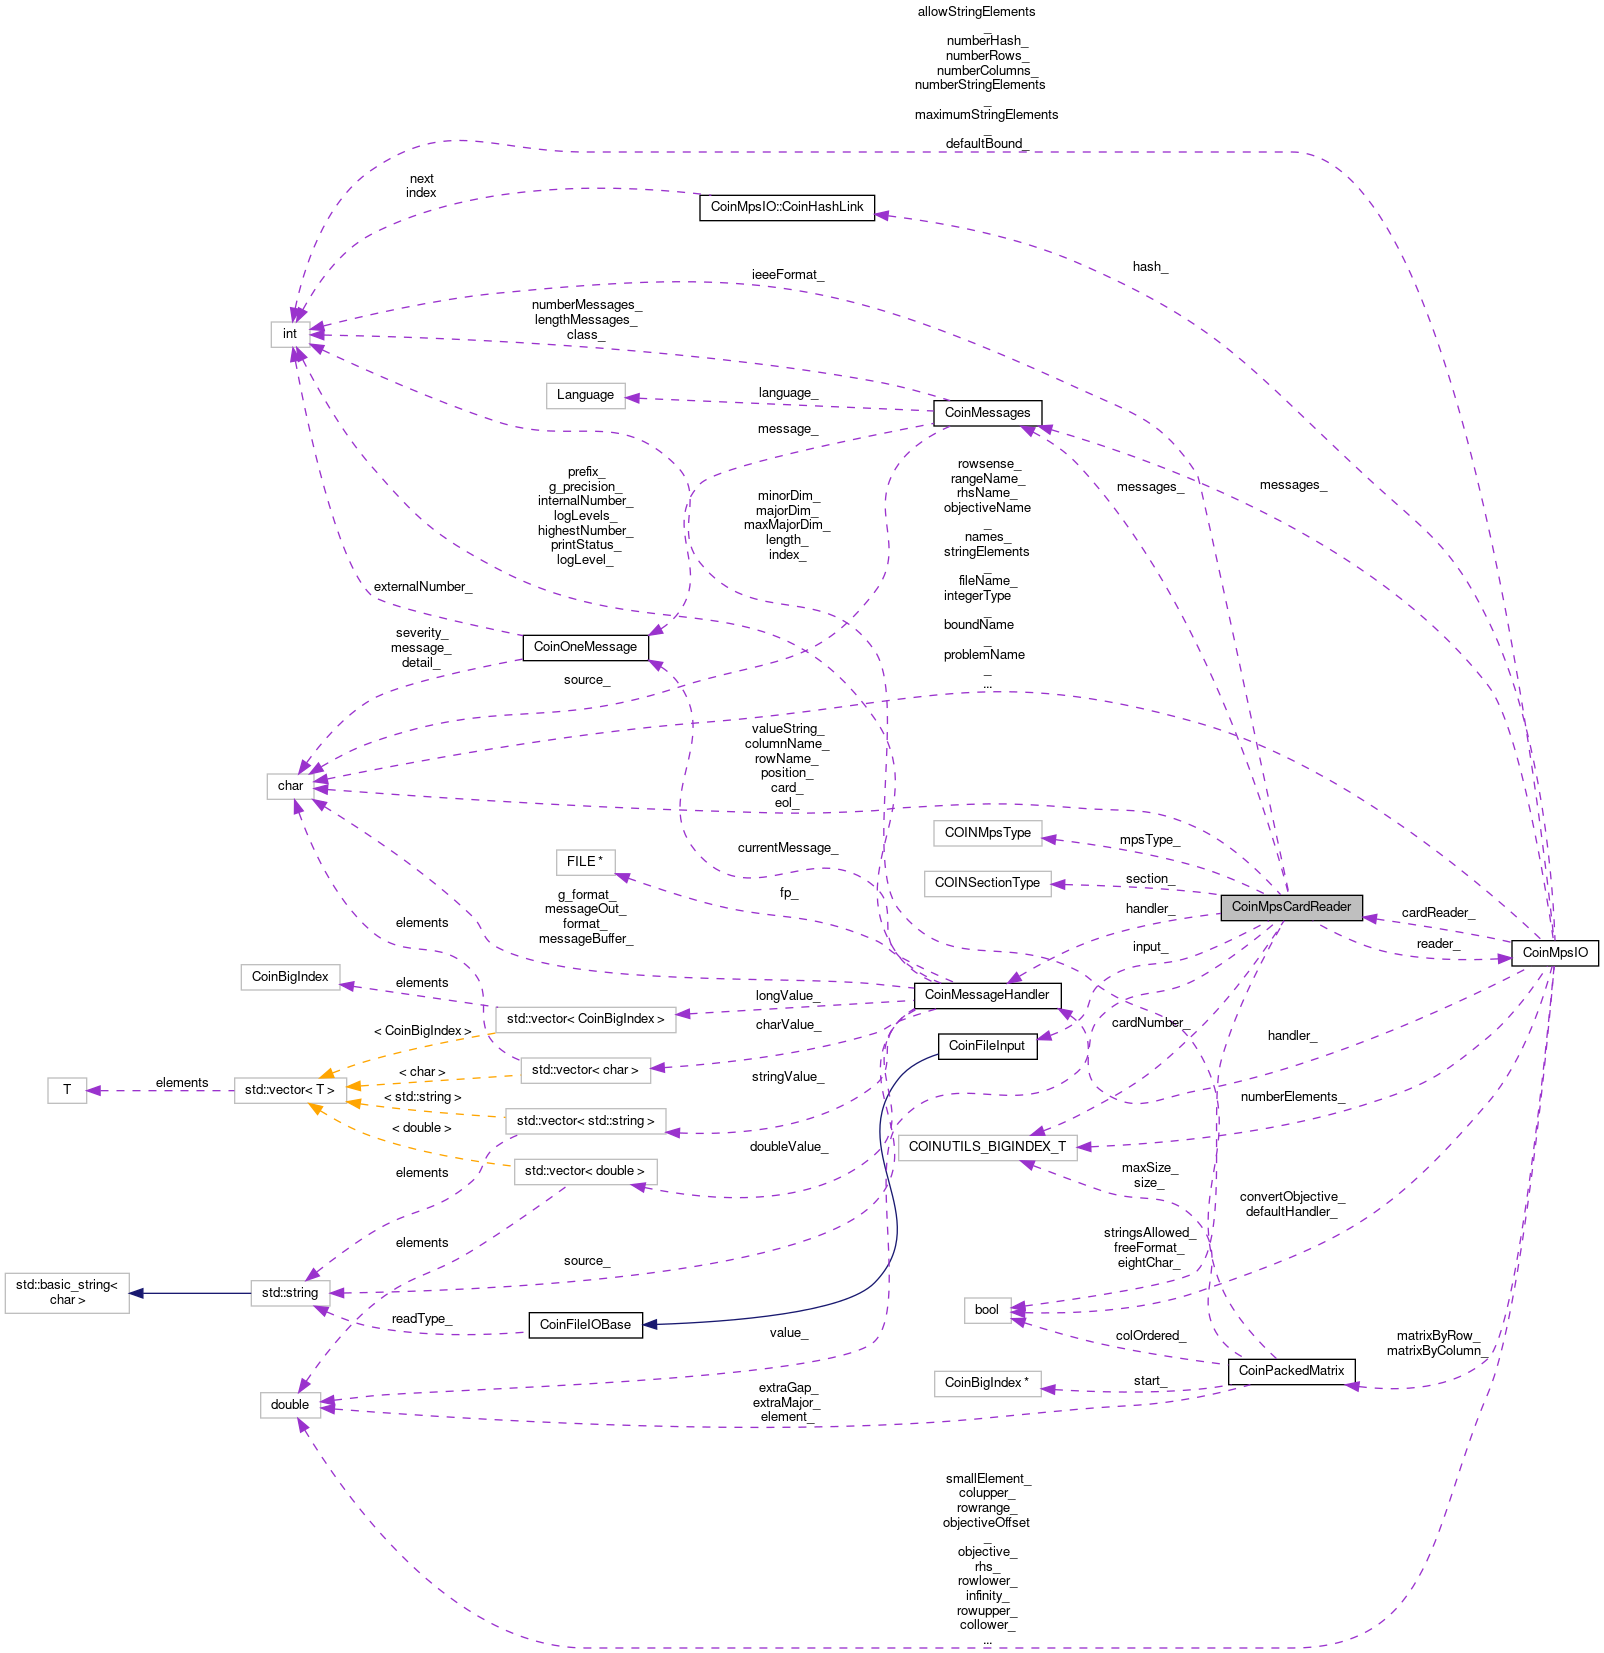 allowStringElements
_
numberHash_
numberRows_
numberColumns_
numberStringElements
_
maximumStringElements
_
defaultBound_
next
index
CoinMpsIO::CoinHashLink
hash_
ieeeFormat_
numberMessages_
lengthMessages_
class_
int
Language
language_
CoinMessages
message_
prefix_
g_precision_
internalNumber_
logLevels_
highestNumber_
printStatus_
logLevel_
minorDim_
majorDim_
maxMajorDim_
length_
index_
rowsense_
rangeName_
rhsName_
objectiveName
_
names_
stringElements
_
fileName_
integerType
_
boundName
_
problemName
_
...
messages_
messages_
externalNumber_
severity_
message_
detail_
CoinOneMessage
source_
valueString_
columnName_
rowName_
position_
card_
eol_
char
COINMpsType
mpsType_
currentMessage_
FILE *
fp_
COINSectionType
section_
CoinMpsCardReader
g_format_
messageOut_
format_
messageBuffer_
elements
handler_
input_
cardReader_
reader_
CoinMpsIO
CoinBigIndex
elements
CoinMessageHandler
longValue_
std::vector< CoinBigIndex >
charValue_
cardNumber_
< CoinBigIndex >
CoinFileInput
handler_
std::vector< char >
< char >
T
elements
std::vector< T >
stringValue_
< std::string >
numberElements_
std::vector< std::string >
< double >
doubleValue_
COINUTILS_BIGINDEX_T
elements
std::vector< double >
maxSize_
size_
convertObjective_
defaultHandler_
elements
stringsAllowed_
freeFormat_
eightChar_
source_
std::basic_string<
char >
std::string
bool
readType_
CoinFileIOBase
value_
colOrdered_
matrixByRow_
matrixByColumn_
CoinPackedMatrix
CoinBigIndex *
start_
double
extraGap_
extraMajor_
element_
smallElement_
colupper_
rowrange_
objectiveOffset
_
objective_
rhs_
rowlower_
infinity_
rowupper_
collower_
...